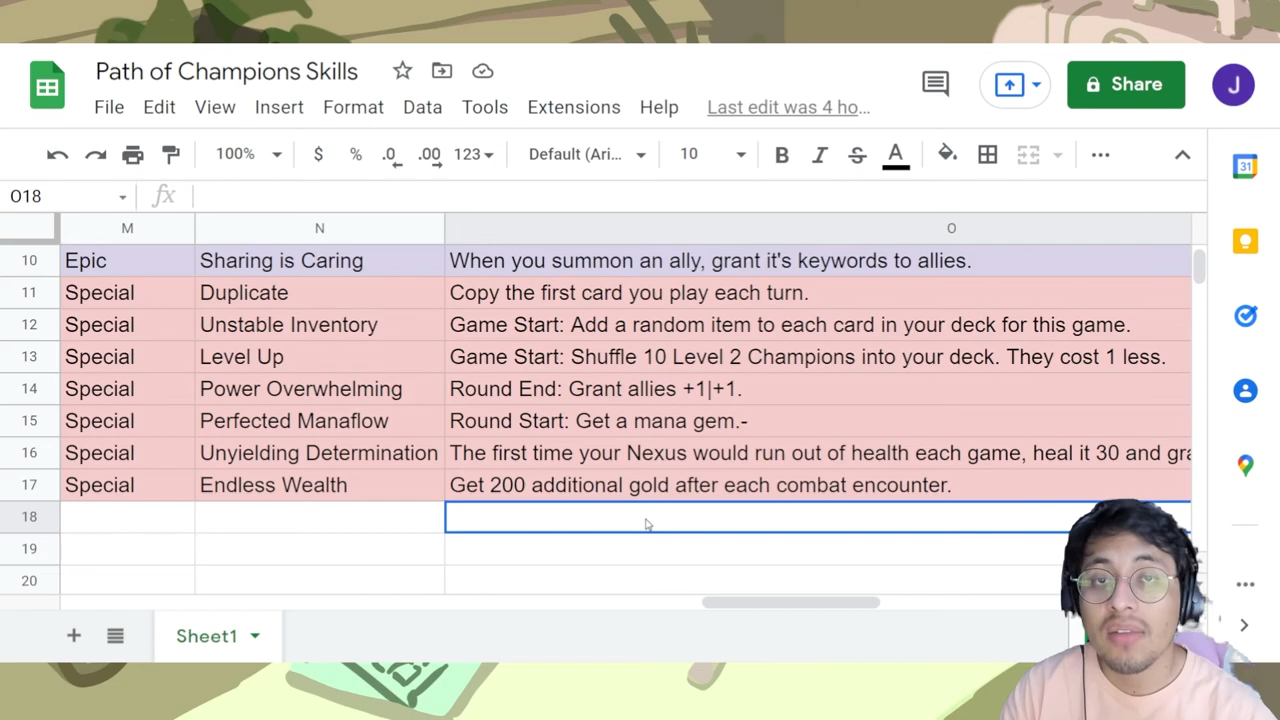 Path of Champions Skills
File Edit View Insert Format Data Tools Extensions Help Last edit was 4 ho...
Share
J
100% $ % .0 .00 123 Default (Ari... 10 B I S A
O18 fx
31
M N O
10 Epic Sharing is Caring When you summon an ally, grant it's keywords to allies.
11 Special Duplicate Copy the first card you play each turn.
12 Special Unstable Inventory Game Start: Add a random item to each card in your deck for this game.
13 Special Level Up Game Start: Shuffle 10 Level 2 Champions into your deck. They cost 1 less.
14 Special Power Overwhelming Round End: Grant allies +1|+1.
15 Special Perfected Manaflow Round Start: Get a mana gem.-
16 Special Unyielding Determination The first time your Nexus would run out of health each game, heal it 30 and gra
17 Special Endless Wealth Get 200 additional gold after each combat encounter.
18
19
20
Sheet1